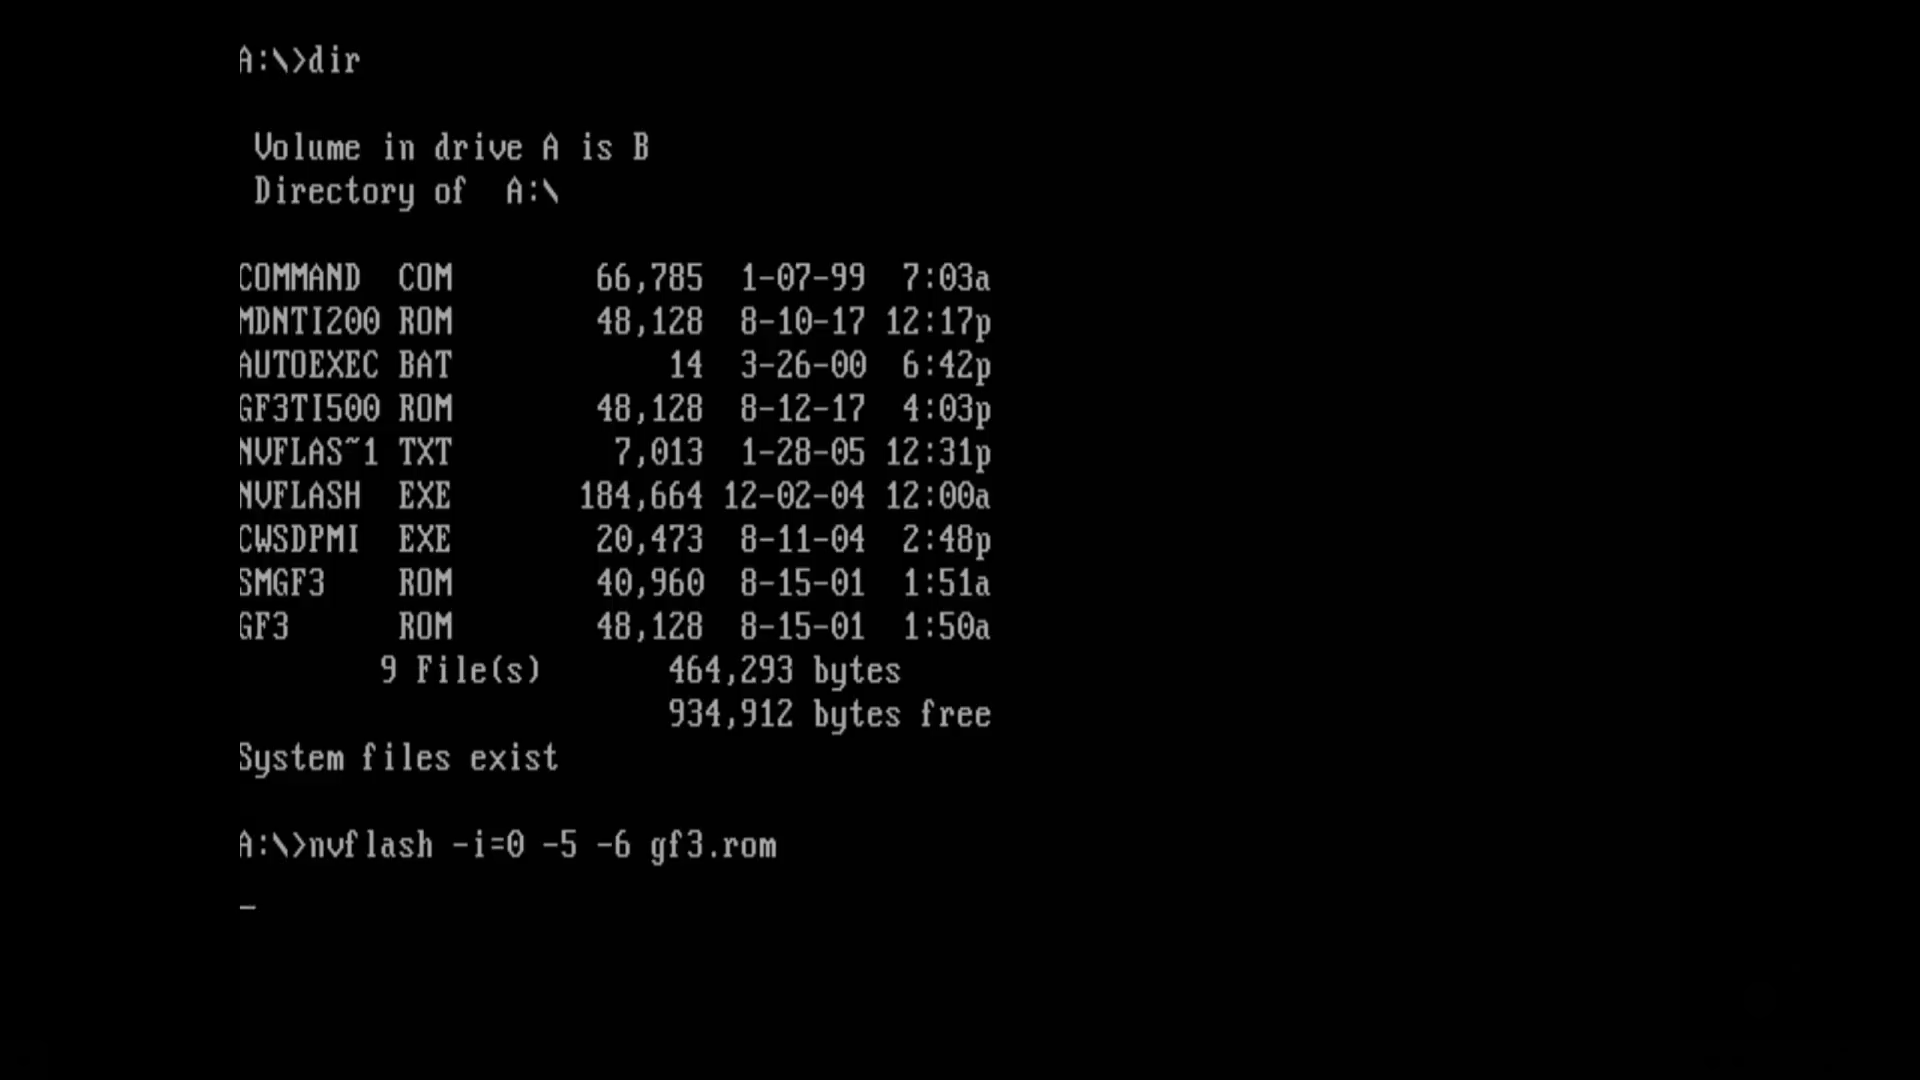 A:\>dir
Volume in drive A is B
Directory of  A:\
COMMAND  COM        66,785  1-07-99  7:03a
MDNTI200 ROM        48,128  8-10-17 12:17p
AUTOEXEC BAT            14  3-26-00  6:42p
GF3TI500 ROM        48,128  8-12-17  4:03p
NVFLAS~1 TXT         7,013  1-28-05 12:31p
NVFLASH  EXE       184,664 12-02-04 12:00a
CWSDPMI  EXE        20,473  8-11-04  2:48p
SMGF3    ROM        40,960  8-15-01  1:51a
GF3      ROM        48,128  8-15-01  1:50a
9 File(s)       464,293 bytes
934,912 bytes free
System files exist
A:\>nvflash -i=0 -5 -6 gf3.rom
_